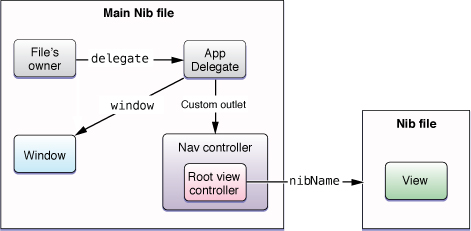 Main Nib file
File's
owner
delegate
App
Delegate
window
Custom outlet
Window
Nav controller
Root view
controller
nibName
Nib file
View